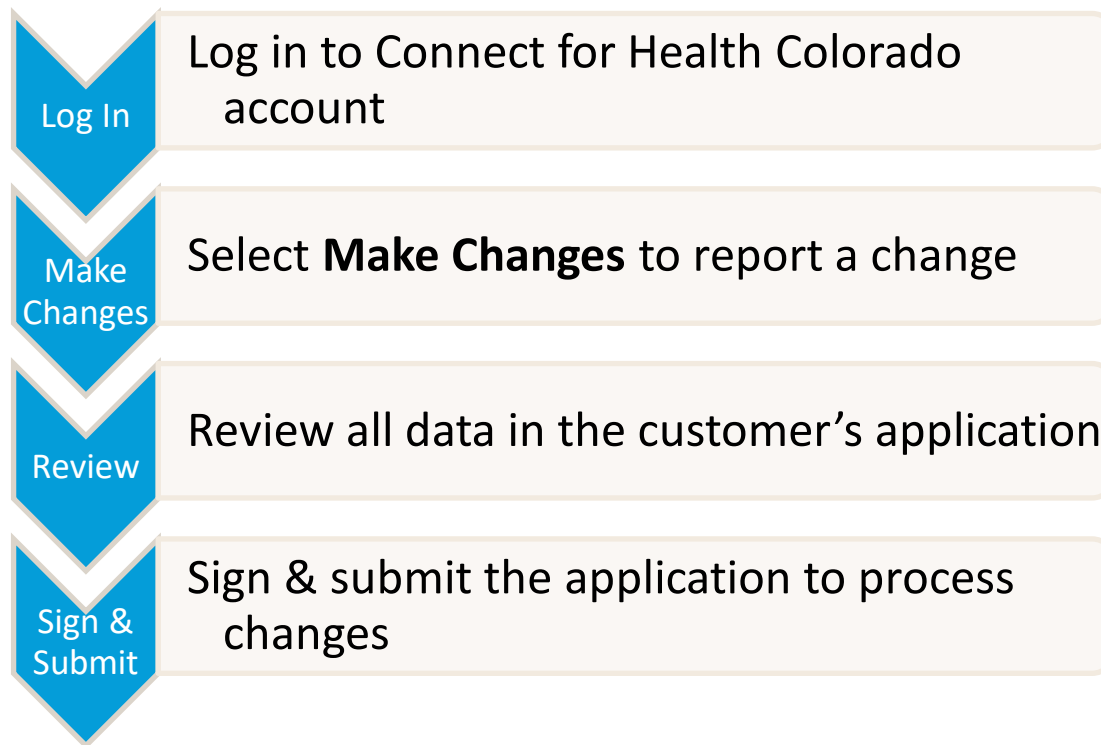 Log In
Log in to Connect for Health Colorado
account
Make
Changes
Select Make Changes to report a change
Review
Review all data in the customer’s application
Sign &
Submit
Sign & submit the application to process
changes